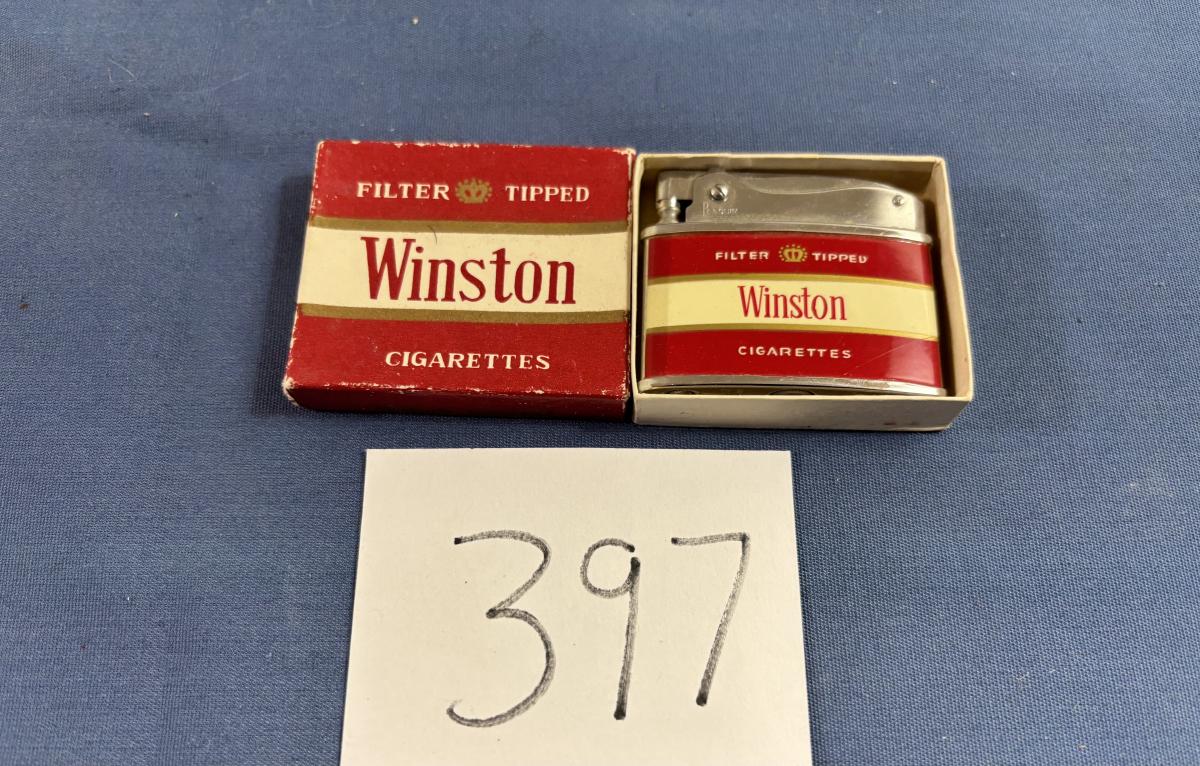 FILTER TIPPED
Winston
CIGARETTES
FILTER TIPPED
Winston
CIGARETTES
397